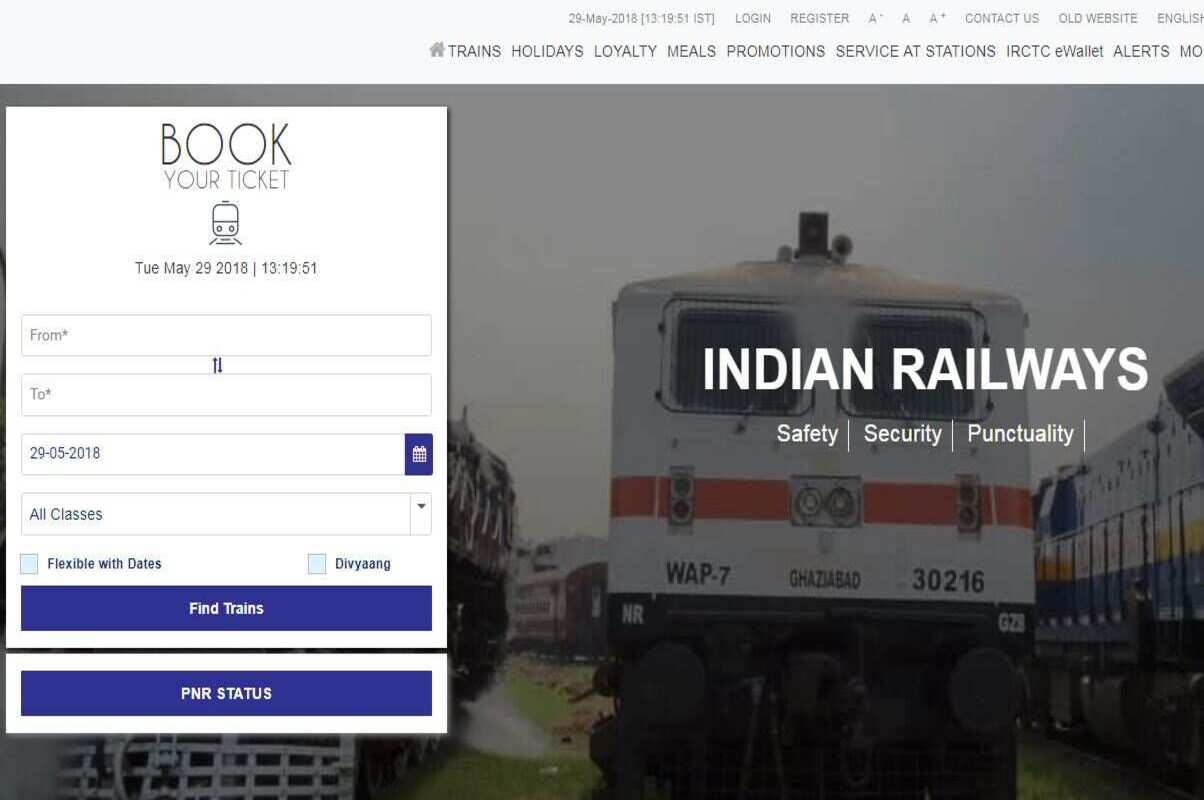 29-May-2018 [13:19:51 IST] LOGIN REGISTER A - A A + CONTACT US OLD WEBSITE ENGLISH
TRAINS HOLIDAYS LOYALTY MEALS PROMOTIONS SERVICE AT STATIONS IRCTC eWallet ALERTS MO
BOOK
YOUR TICKET
Tue May 29 2018 | 13:19:51
From*
To*
29-05-2018
All Classes
Flexible with Dates Divyaang
Find Trains
PNR STATUS
INDIAN RAILWAYS
Safety Security Punctuality
WAP-7 GHAZIABAD 30216
NR GZB